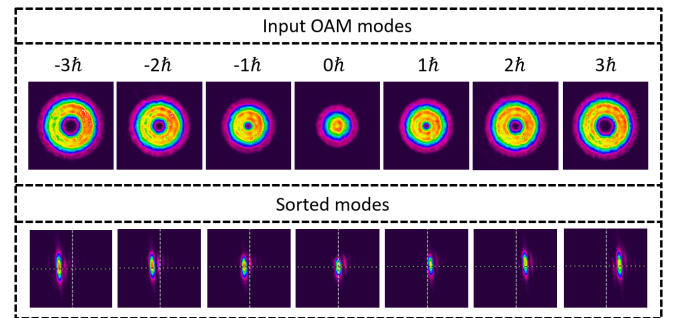 Input OAM modes
-3ℏ -2ℏ -1ℏ 0ℏ 1ℏ 2ℏ 3ℏ
Sorted modes